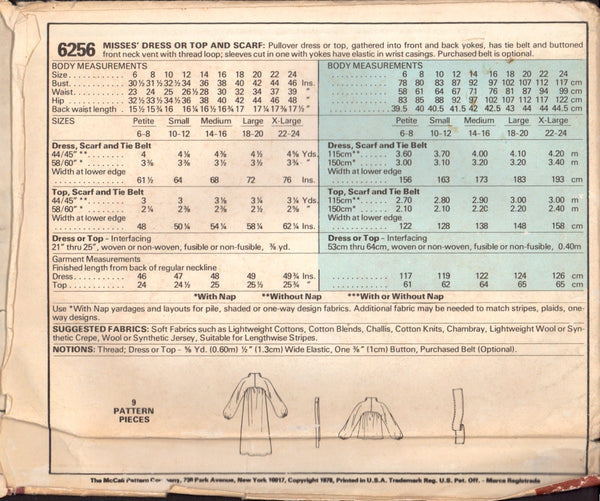 6256 MISSES' DRESS OR TOP AND SCARF: Pullover dress or top, gathered into front and back yokes, has tie belt and buttoned
front neck vent with thread loop; sleeves cut in one with yokes have elastic in wrist casings. Purchased belt is optional.
BODY MEASUREMENTS
Size 6 8 10 12 14 16 18 20 22 24
Bust 30½ 31½ 32½ 34 36 38 40 42 44 46 Ins.
Waist 23 24 25 26½ 28 30 32 34 37 39 "
Hip 32½ 33½ 34½ 36 38 40 42 44 46 48 "
Back waist length 15½ 15¾ 16 16¼ 16½ 16¾ 17 17¼ 17⅜ 17½ "
BODY MEASUREMENTS
6 8 10 12 14 16 18 20 22 24
78 80 83 87 92 97 102 107 112 117 cm
58 61 64 67 71 76 81 87 94 99 cm
83 85 88 92 97 102 107 112 117 122 cm
39.5 40 40.5 41.5 42 42.5 43 44 44 44.5 cm
SIZES Petite Small Medium Large X-Large
6-8 10-12 14-16 18-20 22-24
Petite Small Medium Large X-Large
6-8 10-12 14-16 18-20 22-24
Dress, Scarf and Tie Belt
44/45" ** 4 4⅛ 4⅜ 4½ 4⅝ Yds.
58/60" * 3⅜ 3⅜ 3½ 3½ 3¾ "
Width at lower edge
61½ 64 68 72 76 Ins.
Dress, Scarf and Tie Belt
115cm** 3.60 3.70 4.00 4.10 4.20 m
150cm* 3.00 3.10 3.20 3.20 3.40 m
Width at lower edge
156 163 173 183 193 cm
Top, Scarf and Tie Belt
44/45" ** 3 3 3⅛ 3¼ 3¼ Yds.
58/60" * 2¼ 2⅜ 2⅜ 2½ 2⅝ "
Width at lower edge
48 50¼ 54¼ 58¼ 62¼ Ins.
Top, Scarf and Tie Belt
115cm** 2.70 2.80 2.90 3.00 3.00 m
150cm* 2.10 2.10 2.20 2.20 2.40 m
Width at lower edge
122 128 138 148 158 cm
Dress or Top - Interfacing
21" thru 25", woven or non-woven, fusible or non-fusible, ⅜ yd.
Dress or Top - Interfacing
53cm thru 64cm, woven or non-woven, fusible or non-fusible, 0.40m
Garment Measurements
Finished length from back of regular neckline
Dress 46 47 48 49 49¾ Ins.
Top 24 24½ 25 25½ 25¾ "
117 119 122 124 126 cm
61 62 64 65 65 cm
*With Nap **Without Nap ***With or Without Nap
Use *With Nap yardages and layouts for pile, shaded or one-way design fabrics. Additional fabric may be needed to match stripes, plaids, one-
way designs.
SUGGESTED FABRICS: Soft Fabrics such as Lightweight Cottons, Cotton Blends, Challis, Cotton Knits, Chambray, Lightweight Wool or Syn-
thetic Crepe, Wool or Synthetic Jersey. Suitable for Lengthwise Stripes.
NOTIONS: Thread; Dress or Top - ⅝ Yd. (0.60m) ½" (1.3cm) Wide Elastic, One ⅜" (1cm) Button, Purchased Belt (Optional).
9
PATTERN
PIECES
The McCall Pattern Company, 230 Park Avenue, New York 10017, Copyright 1978, Printed in U.S.A. Trademark Reg. U.S. Pat. Off. - Marca Registrada